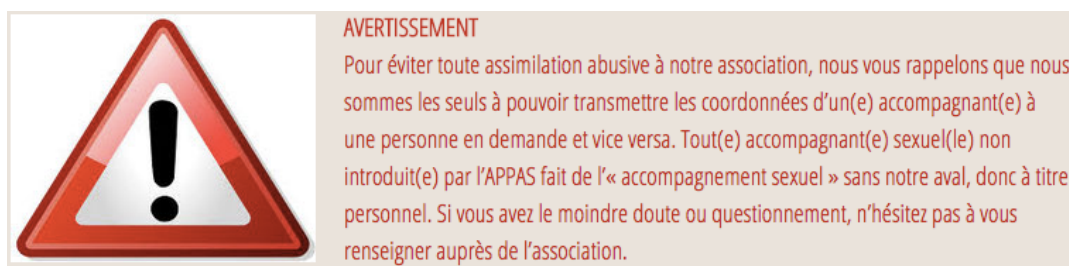 AVERTISSEMENT
Pour éviter toute assimilation abusive à notre association, nous vous rappelons que nous
sommes les seuls à pouvoir transmettre les coordonnées d’un(e) accompagnant(e) à
une personne en demande et vice versa. Tout(e) accompagnant(e) sexuel(le) non
introduit(e) par l’APPAS fait de l’« accompagnement sexuel » sans notre aval, donc à titre
personnel. Si vous avez le moindre doute ou questionnement, n’hésitez pas à vous
renseigner auprès de l’association.